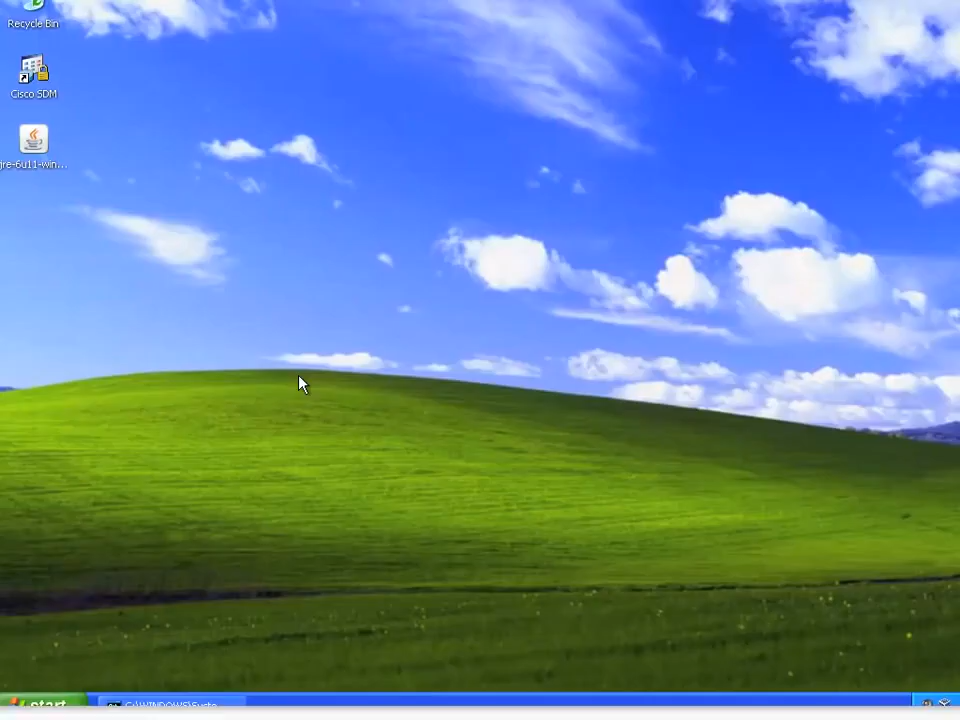 Recycle Bin
Cisco SDM
jre-6u11-win...
start
C:\WINDOWS\Syste...